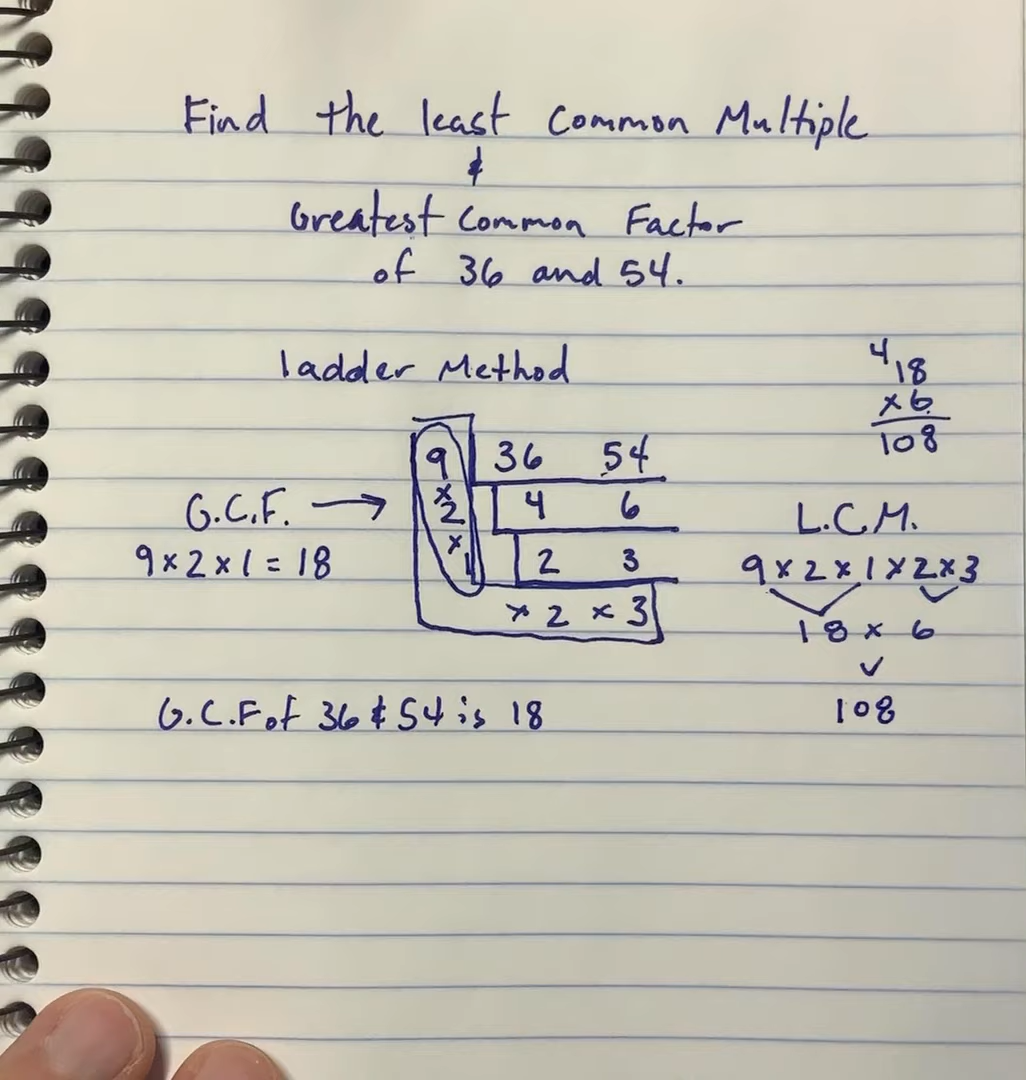 Find the least Common Multiple
&
Greatest Common Factor
of 36 and 54.
ladder Method
4
18
×6
108
9 36 54
×
2 4 6
×
1 2 3
× 2 × 3
G.C.F. →
9×2×1=18
L.C.M.
9×2×1×2×3
18 × 6
108
G.C.F of 36 & 54 is 18